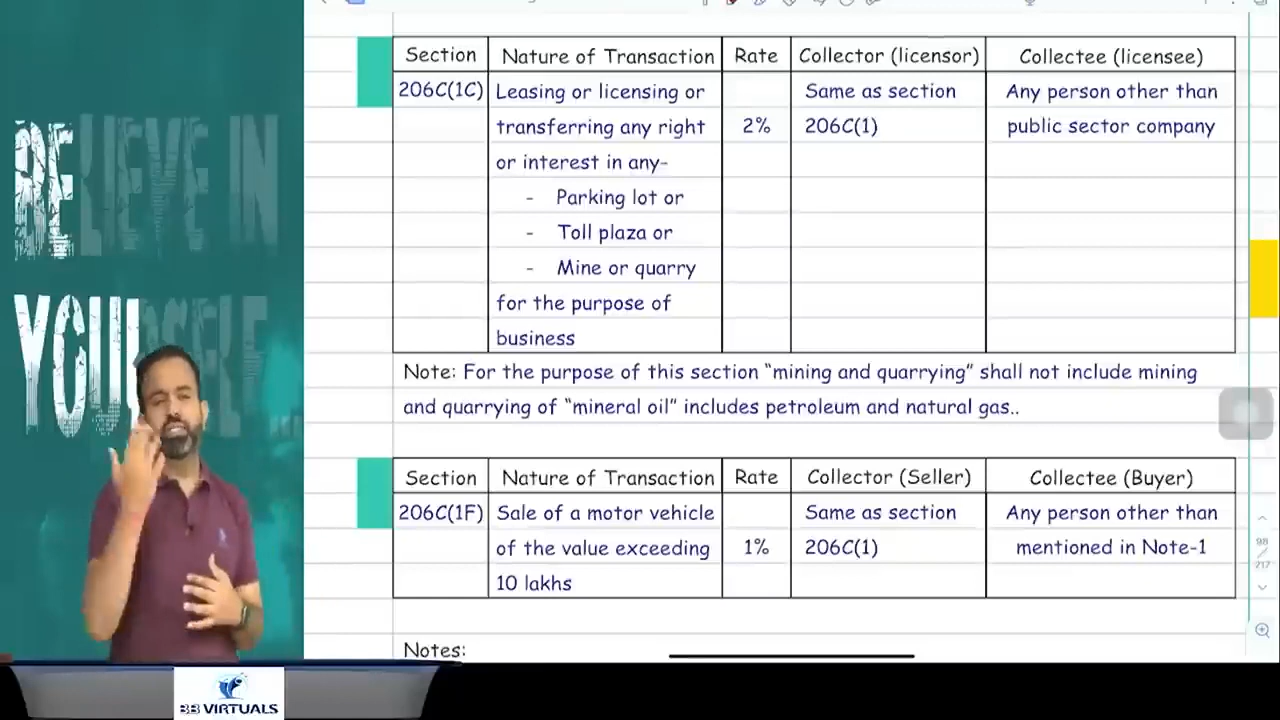 BELIEVE IN
YOURSELF
Section Nature of Transaction Rate Collector (licensor) Collectee (licensee)
206C(1C) Leasing or licensing or Same as section Any person other than
transferring any right 2% 206C(1) public sector company
or interest in any-
- Parking lot or
- Toll plaza or
- Mine or quarry
for the purpose of
business
Note: For the purpose of this section “mining and quarrying” shall not include mining
and quarrying of “mineral oil” includes petroleum and natural gas..
Section Nature of Transaction Rate Collector (Seller) Collectee (Buyer)
206C(1F) Sale of a motor vehicle Same as section Any person other than
of the value exceeding 1% 206C(1) mentioned in Note-1
10 lakhs
98
/
217
Notes:
BB VIRTUALS